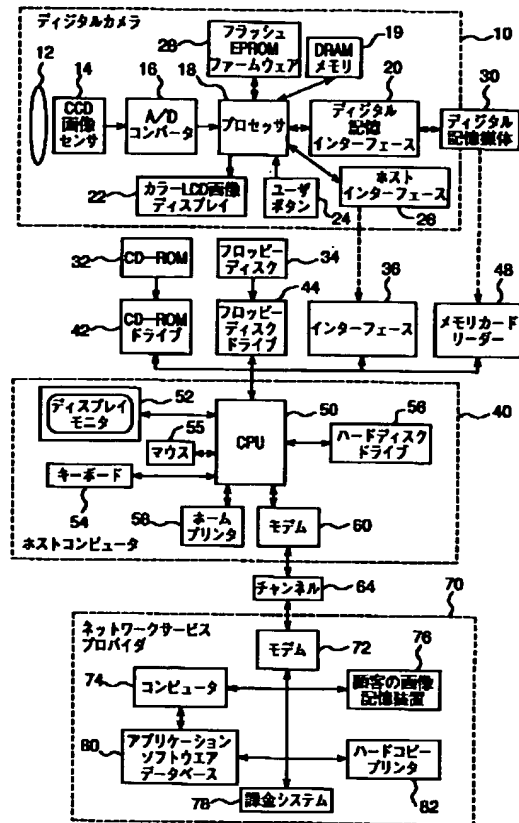 ディジタルカメラ
10
12
14
CCD
画像
センサ
16
A/D
コンバータ
28
フラッシュ
EPROM
ファームウェア
18
プロセッサ
19
DRAM
メモリ
20
ディジタル
記憶
インターフェース
30
ディジタル
記憶媒体
22
カラーLCD画像
ディスプレイ
24
ユーザ
ボタン
26
ホスト
インターフェース
32
CD-ROM
フロッピー
ディスク
34
42
CD-ROM
ドライブ
44
フロッピー
ディスク
ドライブ
36
インターフェース
48
メモリカード
リーダー
40
52
ディスプレイ
モニタ
50
CPU
55
マウス
56
ハードディスク
ドライブ
キーボード
54
58
ホーム
プリンタ
モデム
60
ホストコンピュータ
チャンネル
64
70
ネットワークサービス
プロバイダ
モデム
72
74
コンピュータ
76
顧客の画像
記憶装置
80
アプリケーション
ソフトウエア
データベース
ハードコピー
プリンタ
82
78
課金システム